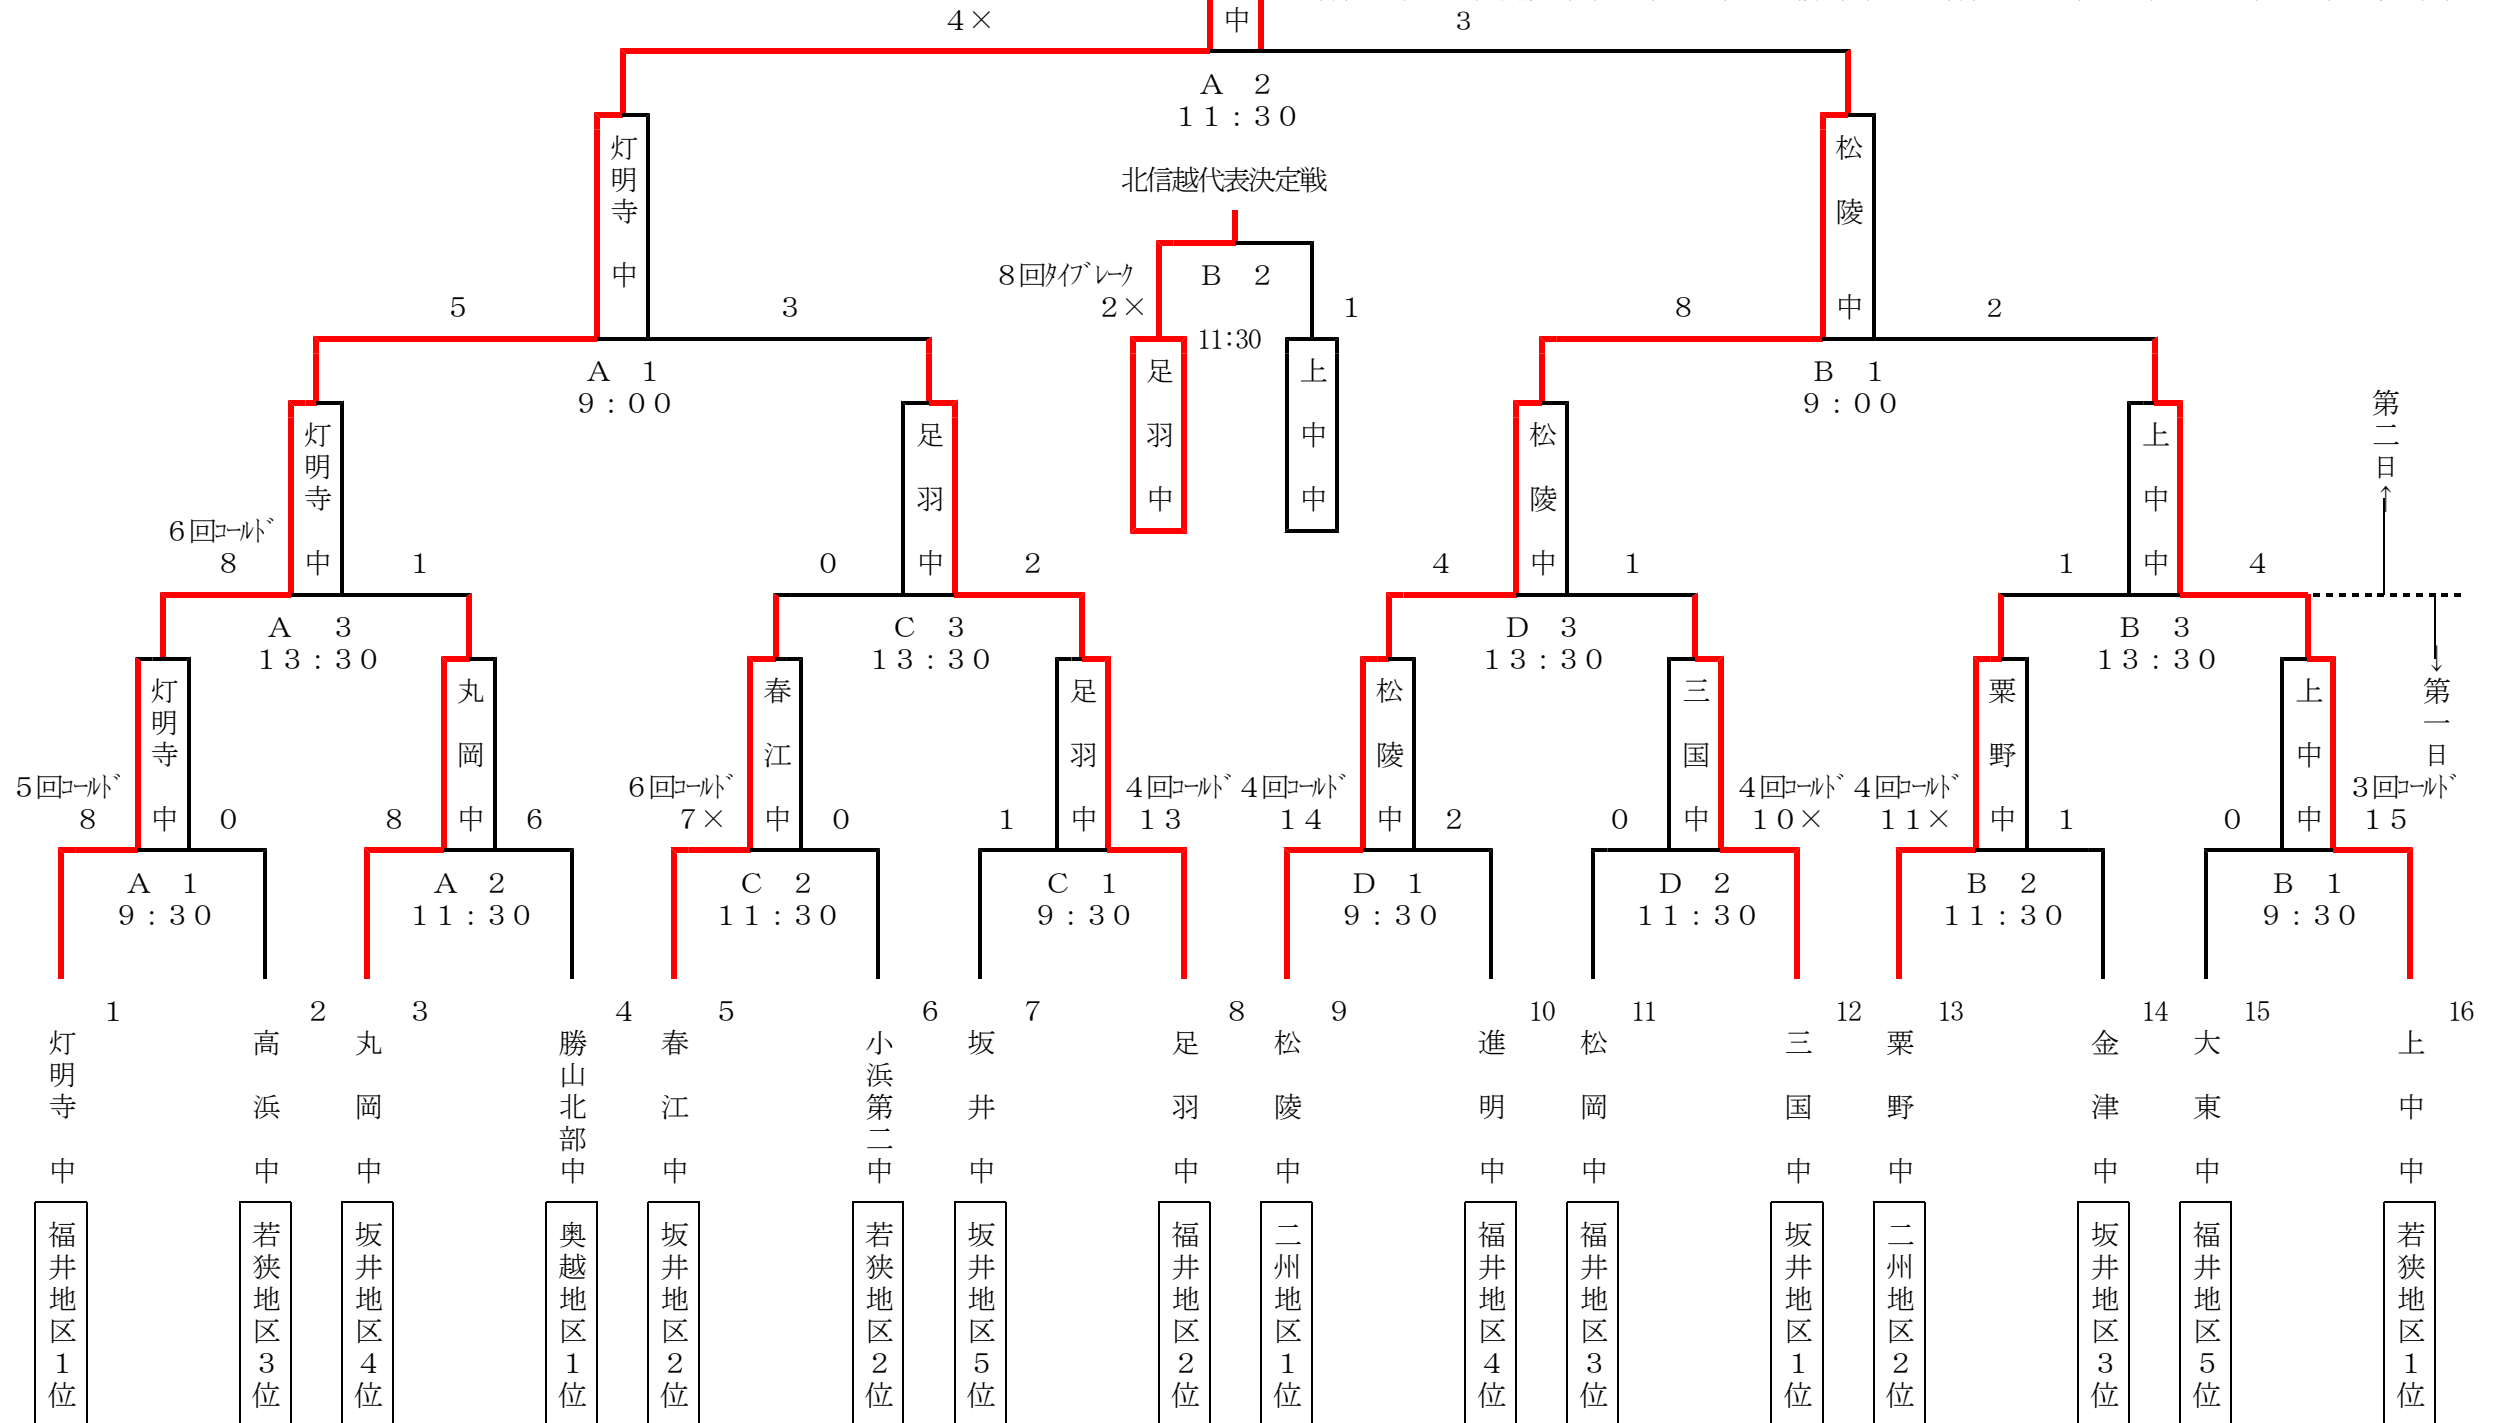 中
４×
３
Ａ　２
１１：３０
灯明寺中
松陵中
北信越代表決定戦
８回ﾀｲﾌﾞﾚｰｸ
Ｂ　２
２×
１
11:30
足羽中
上中中
５
３
Ａ　１
９：００
８
２
Ｂ　１
９：００
第二日↑
灯明寺中
足羽中
松陵中
上中中
６回ｺｰﾙﾄﾞ
８
１
０
２
４
１
１
４
Ａ　３
１３：３０
Ｃ　３
１３：３０
Ｄ　３
１３：３０
Ｂ　３
１３：３０
↓第一日
灯明寺中
丸岡中
春江中
足羽中
松陵中
三国中
粟野中
上中中
５回ｺｰﾙﾄﾞ
８
０
８
６
６回ｺｰﾙﾄﾞ
７×
０
１
４回ｺｰﾙﾄﾞ
１３
４回ｺｰﾙﾄﾞ
１４
２
０
４回ｺｰﾙﾄﾞ
１０×
４回ｺｰﾙﾄﾞ
１１×
１
０
３回ｺｰﾙﾄﾞ
１５
Ａ　１
９：３０
Ａ　２
１１：３０
Ｃ　２
１１：３０
Ｃ　１
９：３０
Ｄ　１
９：３０
Ｄ　２
１１：３０
Ｂ　２
１１：３０
Ｂ　１
９：３０
１
灯明寺中
福井地区１位
２
高浜中
若狭地区３位
３
丸岡中
坂井地区４位
４
勝山北部中
奥越地区１位
５
春江中
坂井地区２位
６
小浜第二中
若狭地区２位
７
坂井中
坂井地区５位
８
足羽中
福井地区２位
９
松陵中
二州地区１位
10
進明中
福井地区４位
11
松岡中
福井地区３位
12
三国中
坂井地区１位
13
粟野中
二州地区２位
14
金津中
坂井地区３位
15
大東中
福井地区５位
16
上中中
若狭地区１位